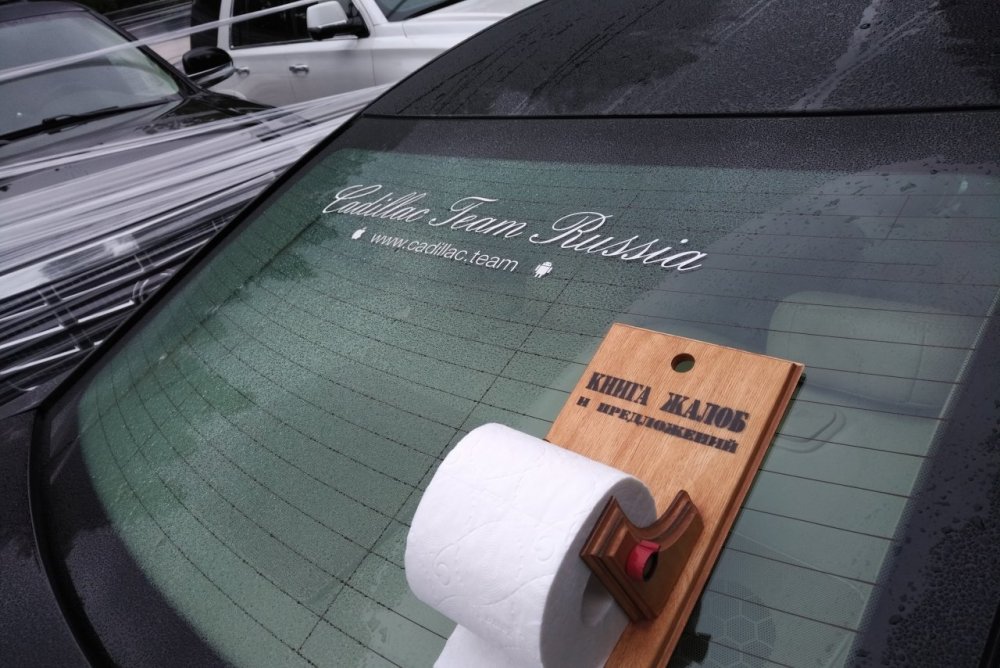 Cadillac Team Russia
www.cadillac.team
КНИГА ЖАЛОБ
И ПРЕДЛОЖЕНИЙ